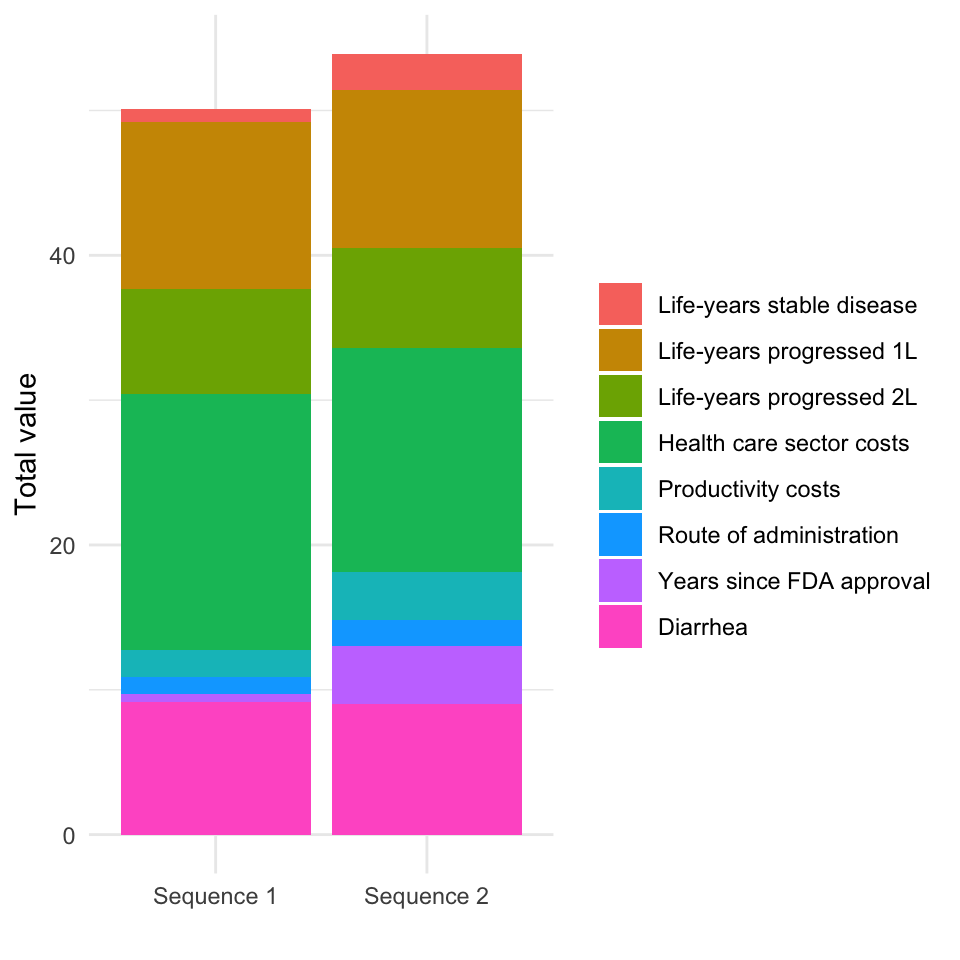 Total value
40
20
0
Sequence 1
Sequence 2
Life-years stable disease
Life-years progressed 1L
Life-years progressed 2L
Health care sector costs
Productivity costs
Route of administration
Years since FDA approval
Diarrhea